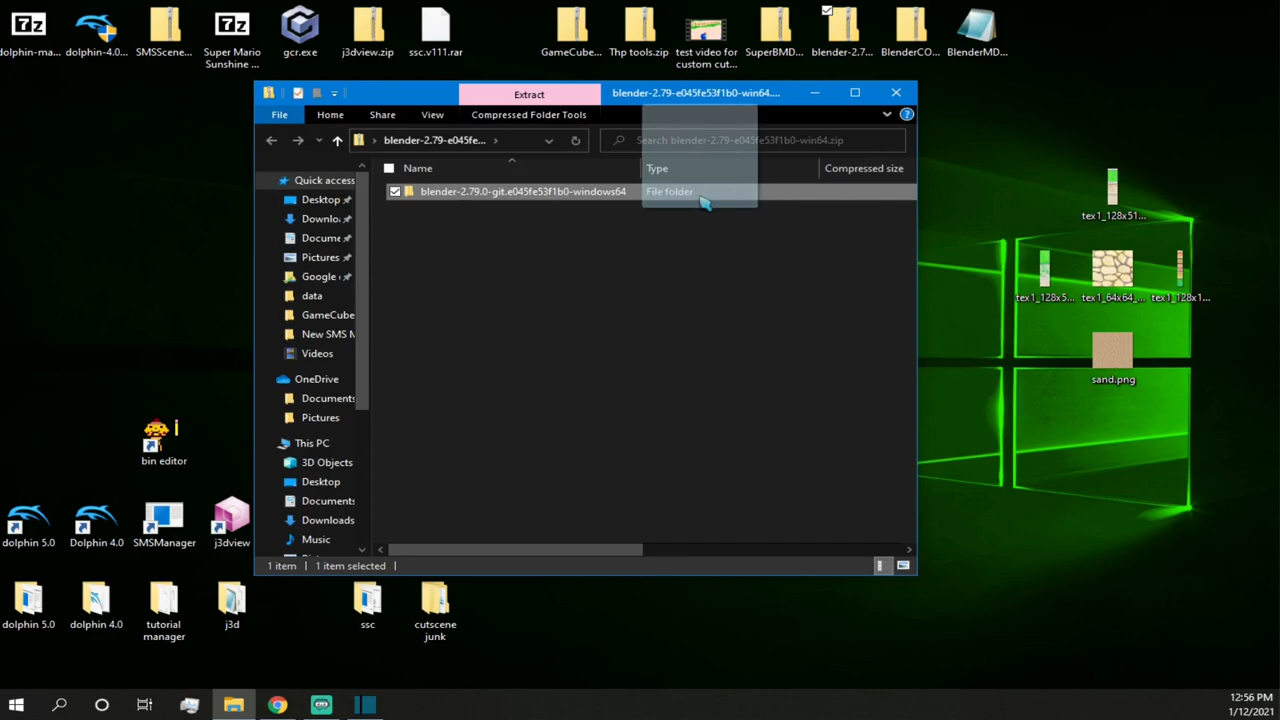 dolphin-ma...
dolphin-4.0...
SMSScene...
Super Mario
Sunshine ...
gcr.exe
j3dview.zip
ssc.v111.rar
GameCube...
Thp tools.zip
test video for
custom cut...
SuperBMD...
blender-2.7...
BlenderCO...
BlenderMD...
Extract
blender-2.79-e045fe53f1b0-win64....
File
Home
Share
View
Compressed Folder Tools
blender-2.79-e045fe...
Search blender-2.79-e045fe53f1b0-win64.zip
Name
Type
Compressed size
blender-2.79.0-git.e045fe53f1b0-windows64
File folder
Quick access
Desktop
Downlo
Docume
Pictures
Google
data
GameCube
New SMS M
Videos
OneDrive
Documents
Pictures
This PC
3D Objects
Desktop
Documents
Downloads
Music
1 item
1 item selected
tex1_128x51...
tex1_128x5...
tex1_64x64_...
tex1_128x1...
sand.png
bin editor
dolphin 5.0
Dolphin 4.0
SMSManager
j3dview
dolphin 5.0
dolphin 4.0
tutorial
manager
j3d
ssc
cutscene
junk
12:56 PM
1/12/2021